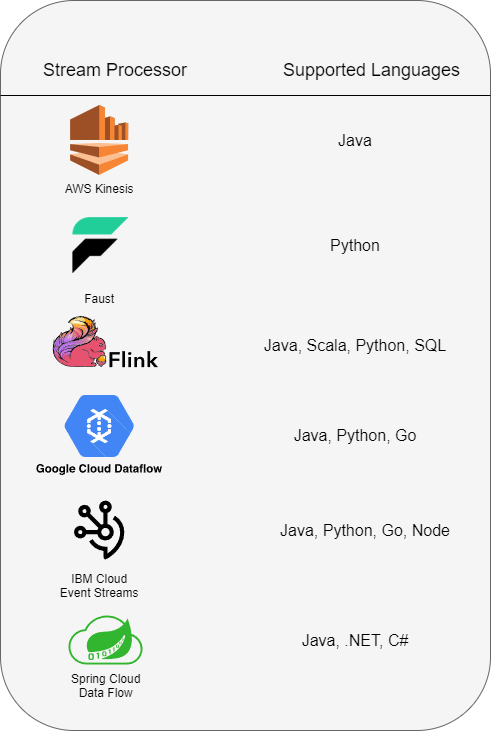 Stream Processor Supported Languages
AWS Kinesis Java
Faust Python
Flink Java, Scala, Python, SQL
Google Cloud Dataflow Java, Python, Go
IBM Cloud
Event Streams Java, Python, Go, Node
010110
Spring Cloud
Data Flow Java, .NET, C#